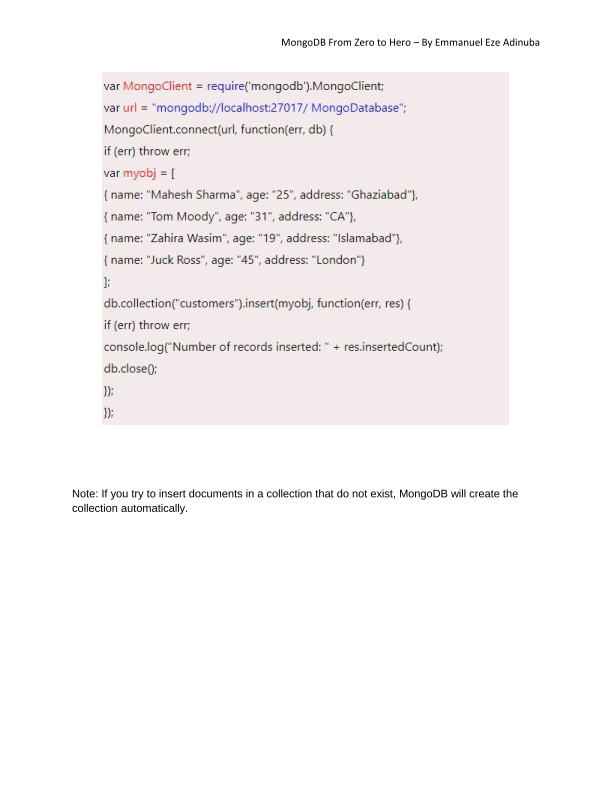 MongoDB From Zero to Hero – By Emmanuel Eze Adinuba
var MongoClient = require('mongodb').MongoClient;
var url = "mongodb://localhost:27017/ MongoDatabase";
MongoClient.connect(url, function(err, db) {
if (err) throw err;
var myobj = [
{ name: "Mahesh Sharma", age: "25", address: "Ghaziabad"},
{ name: "Tom Moody", age: "31", address: "CA"},
{ name: "Zahira Wasim", age: "19", address: "Islamabad"},
{ name: "Juck Ross", age: "45", address: "London"}
];
db.collection("customers").insert(myobj, function(err, res) {
if (err) throw err;
console.log("Number of records inserted: " + res.insertedCount);
db.close();
});
});
Note: If you try to insert documents in a collection that do not exist, MongoDB will create the
collection automatically.